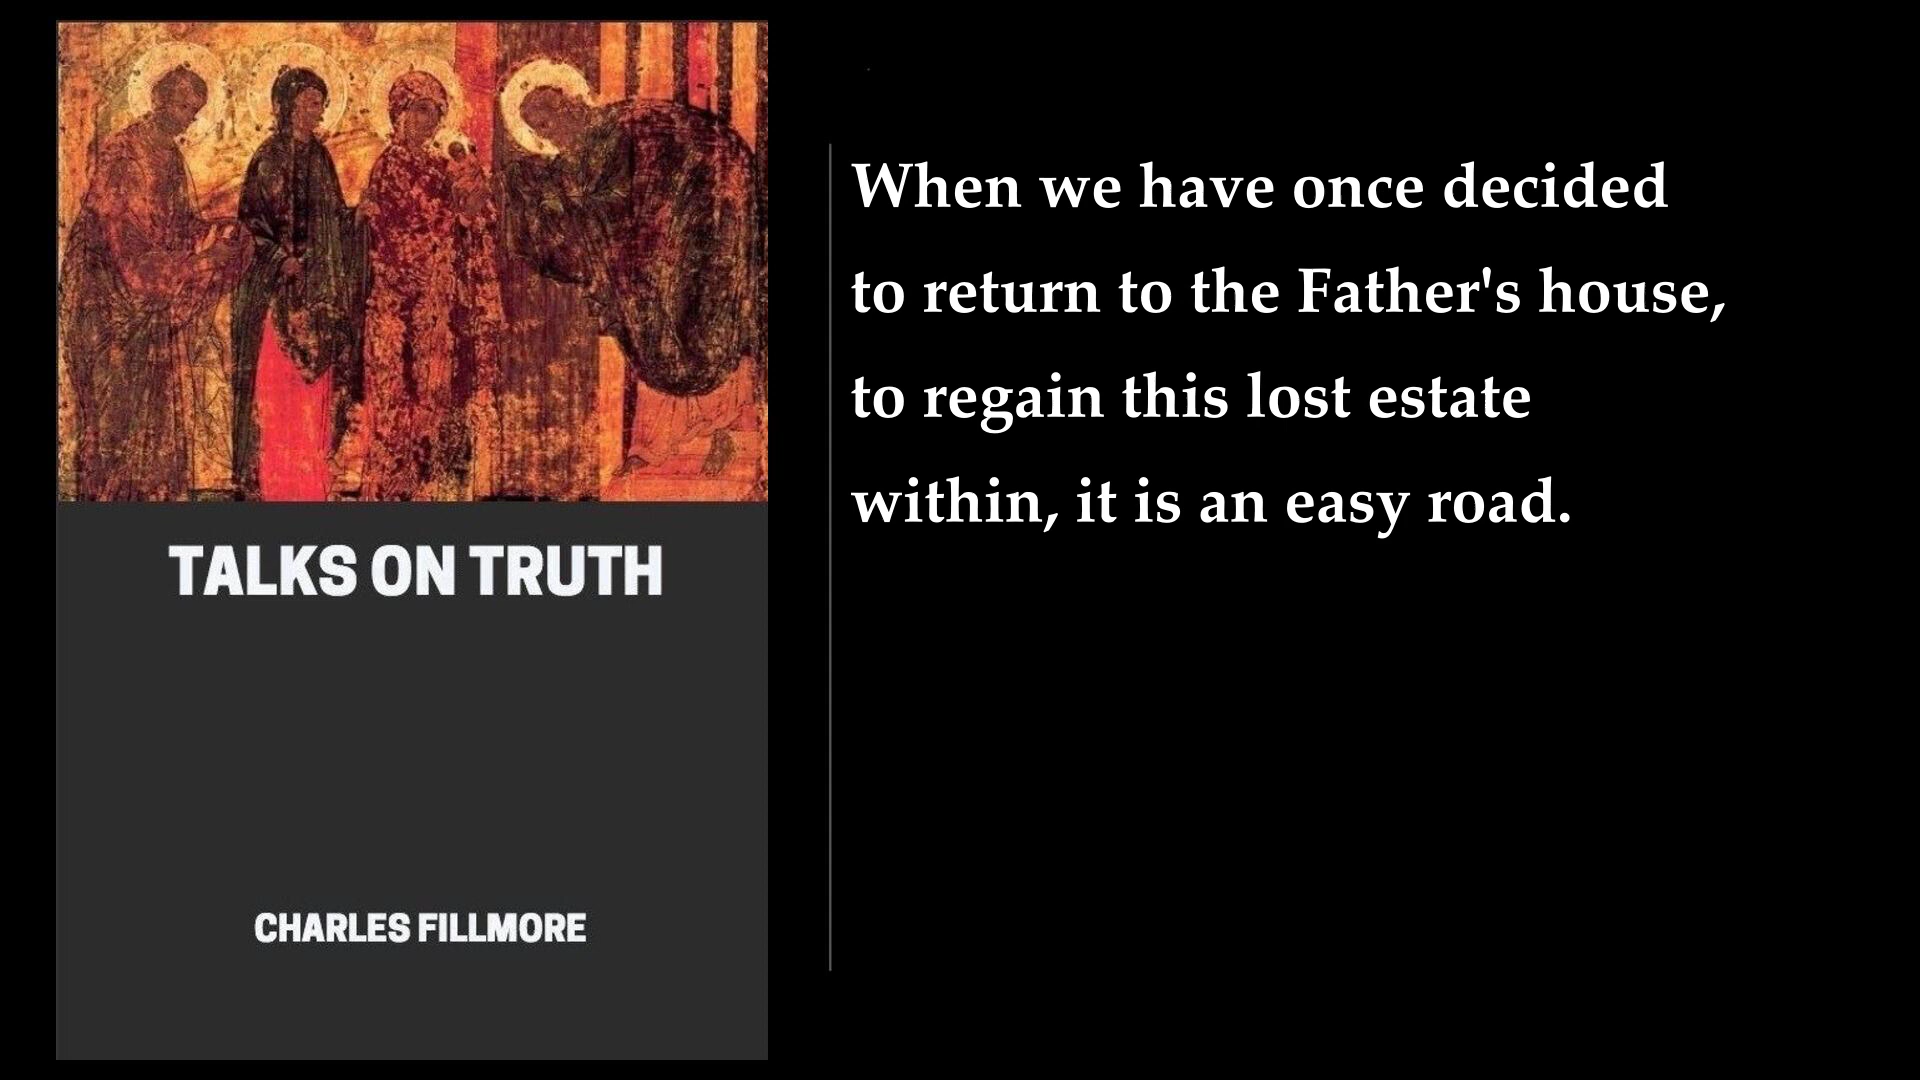 TALKS ON TRUTH
CHARLES FILLMORE
When we have once decided
to return to the Father's house,
to regain this lost estate
within, it is an easy road.